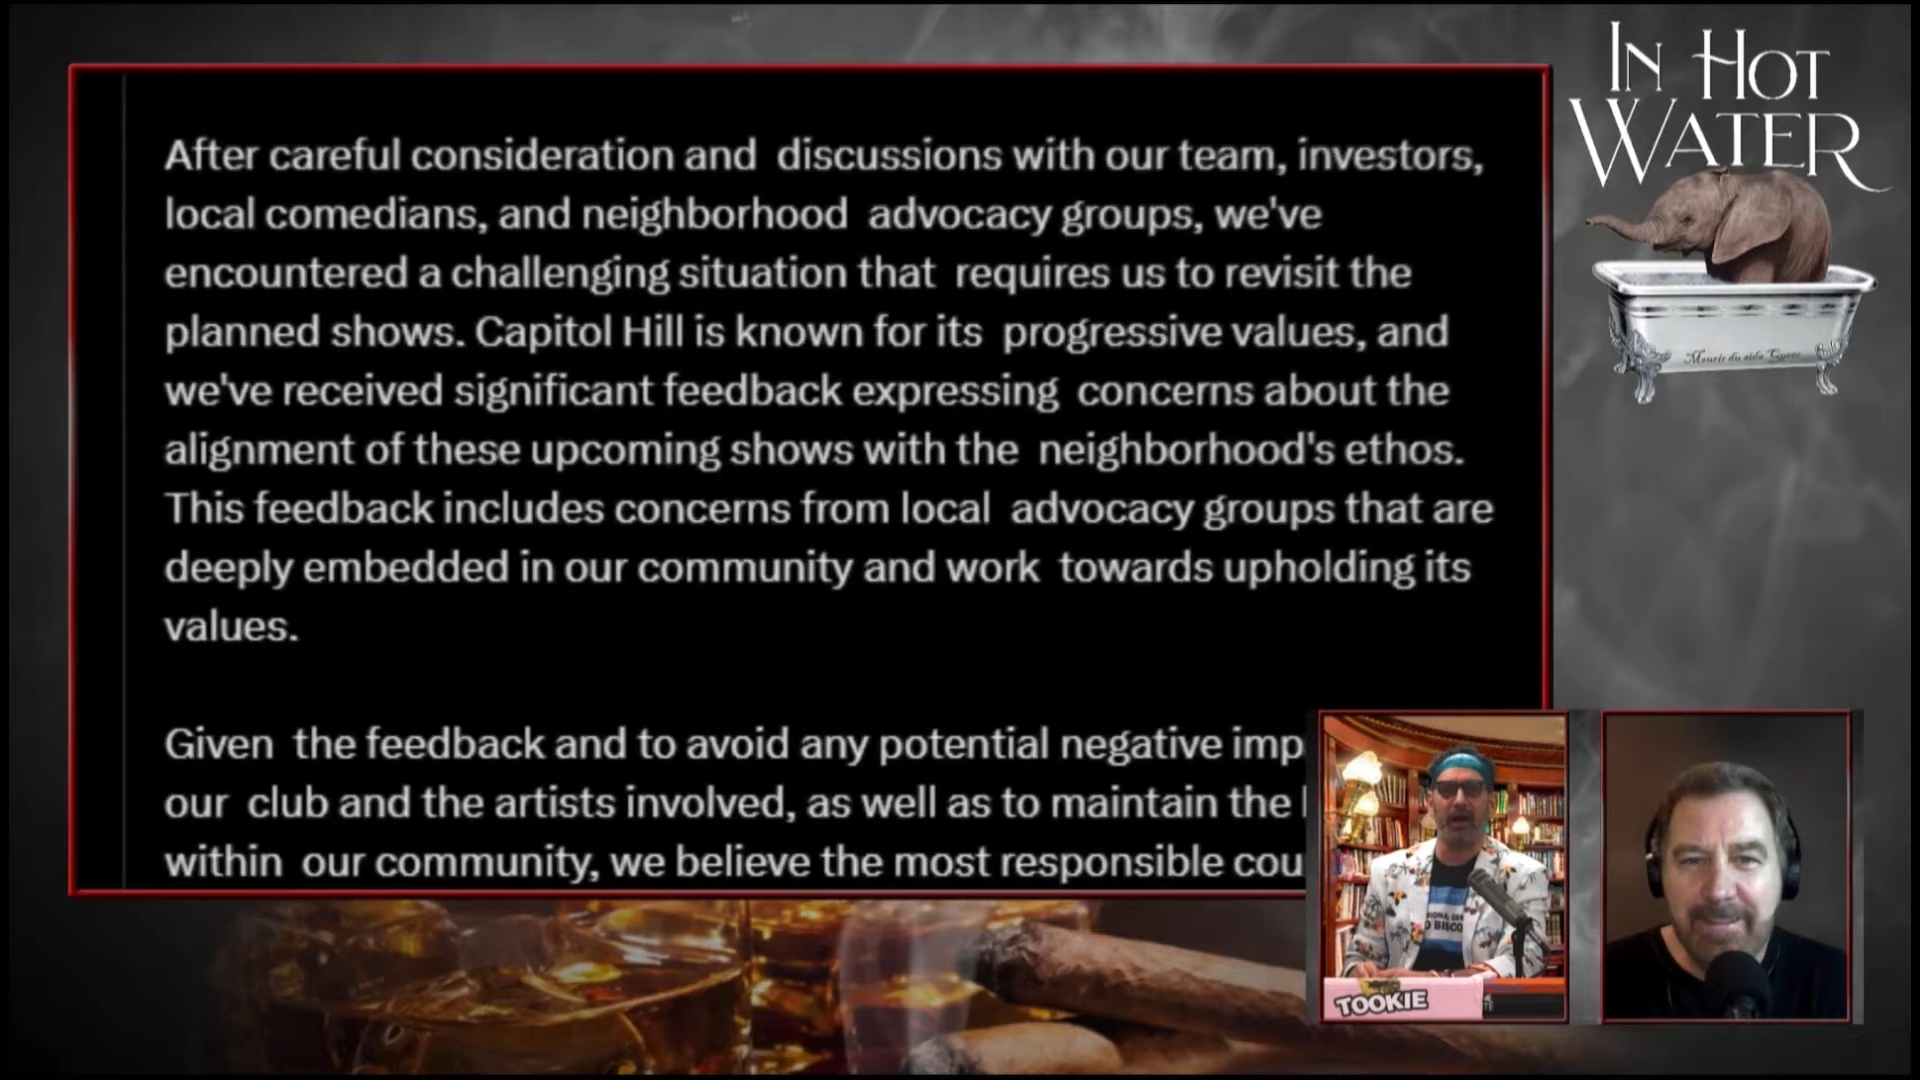 After careful consideration and discussions with our team, investors,
local comedians, and neighborhood advocacy groups, we've
encountered a challenging situation that requires us to revisit the
planned shows. Capitol Hill is known for its progressive values, and
we've received significant feedback expressing concerns about the
alignment of these upcoming shows with the neighborhood's ethos.
This feedback includes concerns from local advocacy groups that are
deeply embedded in our community and work towards upholding its
values.
Given the feedback and to avoid any potential negative imp
our club and the artists involved, as well as to maintain the
within our community, we believe the most responsible cou
IN HOT
WATER
TOOKIE